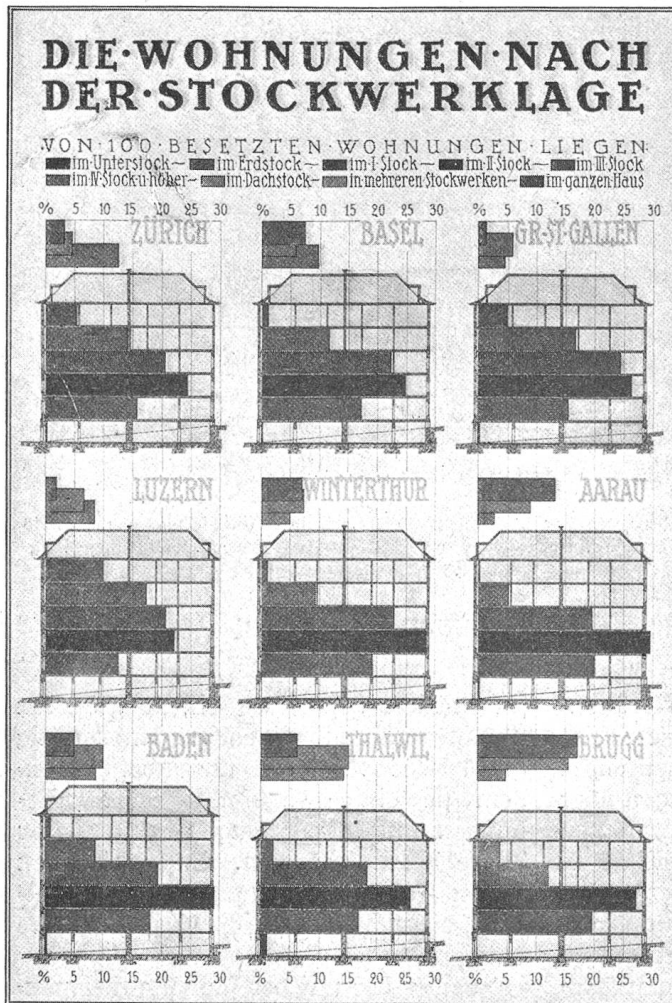 DIE·WOHNUNGEN·NACH
DER·STOCKWERKLAGE
VON·100·BESETZTEN·WOHNUNGEN·LIEGEN:
im·Unterstock~ im Erdstock~ im·I·Stock~ im·II·Stock~ im III·Stock
im·IV·Stock·u·höher~ im·Dachstock~ in·mehreren·Stockwerken~ im·ganzen·Haus
% 5 10 15 20 25 30 % 5 10 15 20 25 30 % 5 10 15 20 25 30
ZÜRICH BASEL GR·ST·GALLEN
LUZERN WINTERTHUR AARAU
BADEN THALWIL BRUGG
% 5 10 15 20 25 30 % 5 10 15 20 25 30 % 5 10 15 20 25 30